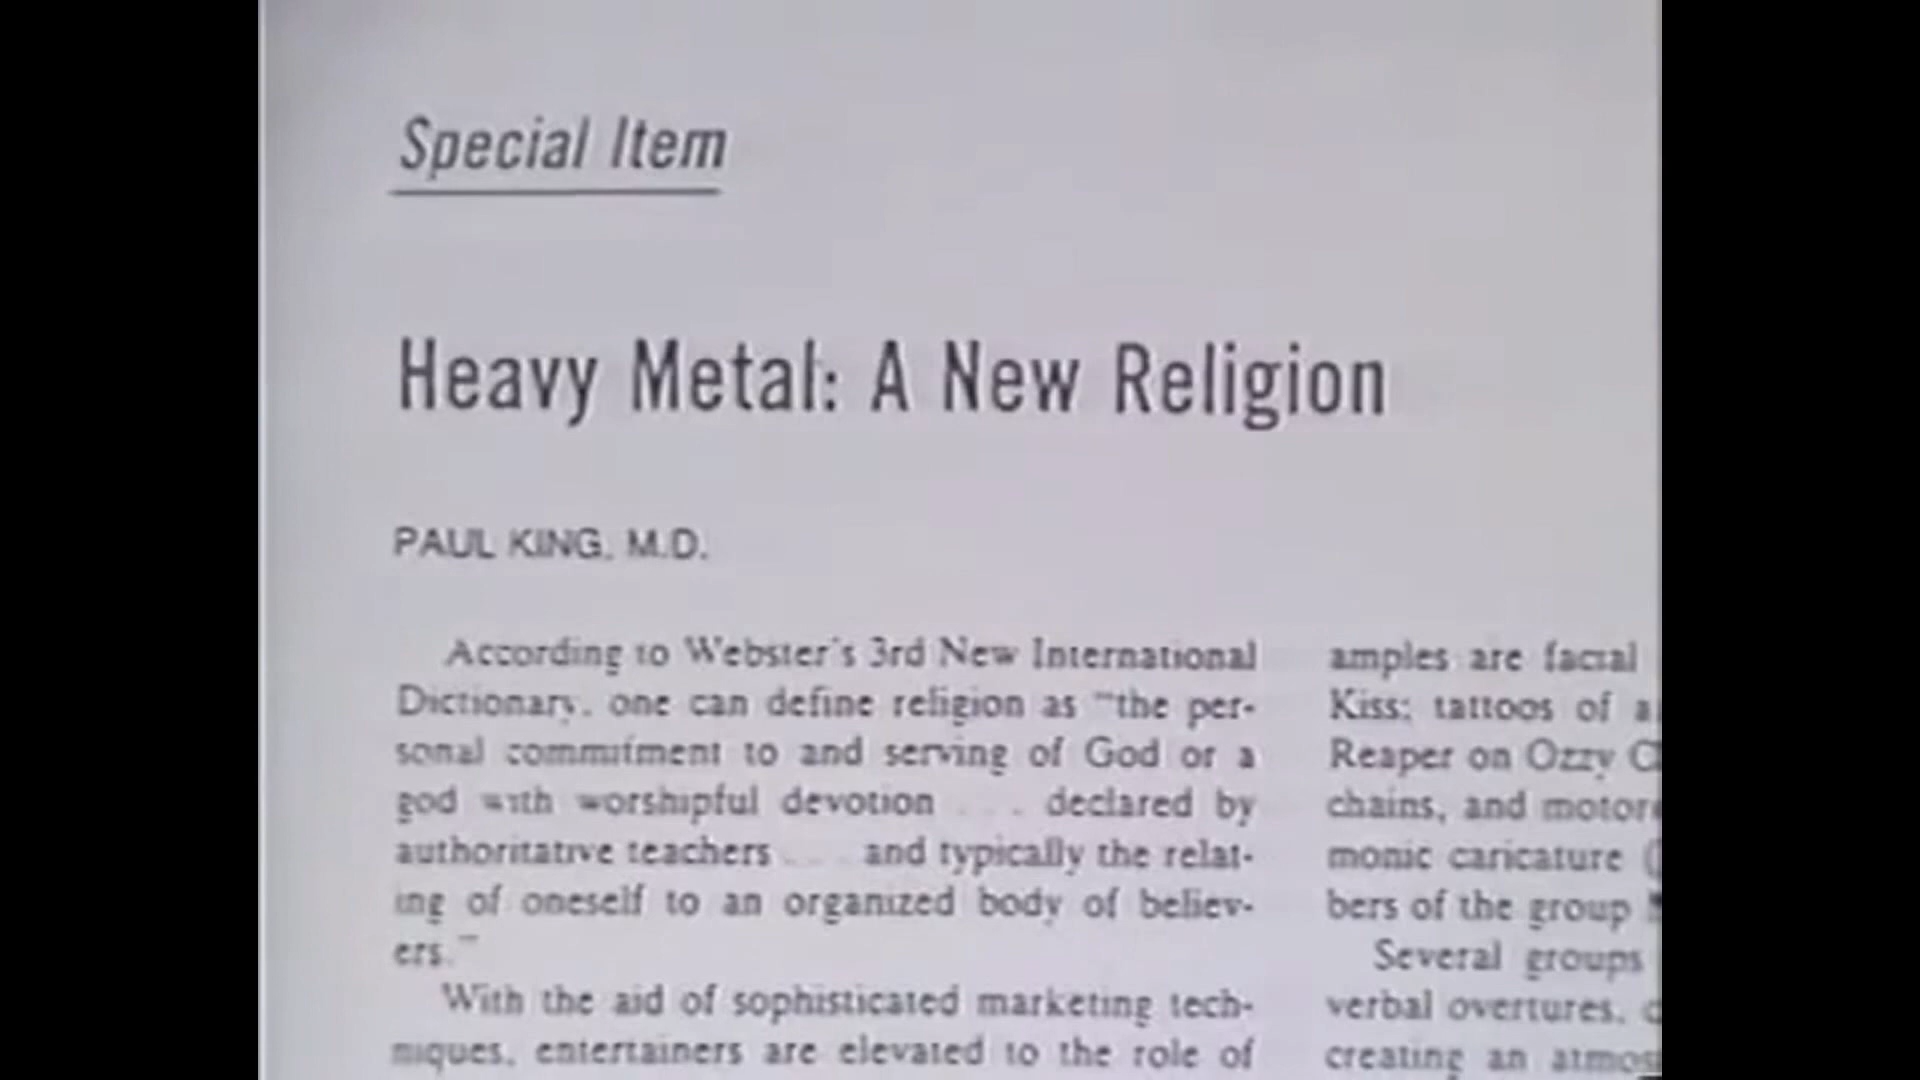 Special Item
Heavy Metal: A New Religion
PAUL KING, M.D.
According to Webster's 3rd New International
Dictionary, one can define religion as "the per-
sonal commitment to and serving of God or a
god with worshipful devotion . . . declared by
authoritative teachers . . . and typically the relat-
ing of oneself to an organized body of believ-
ers."
With the aid of sophisticated marketing tech-
niques, entertainers are elevated to the role of
amples are facial
Kiss; tattoos of a
Reaper on Ozzy
chains, and
monic caricature
bers of the group
Several groups
verbal overtures,
creating an